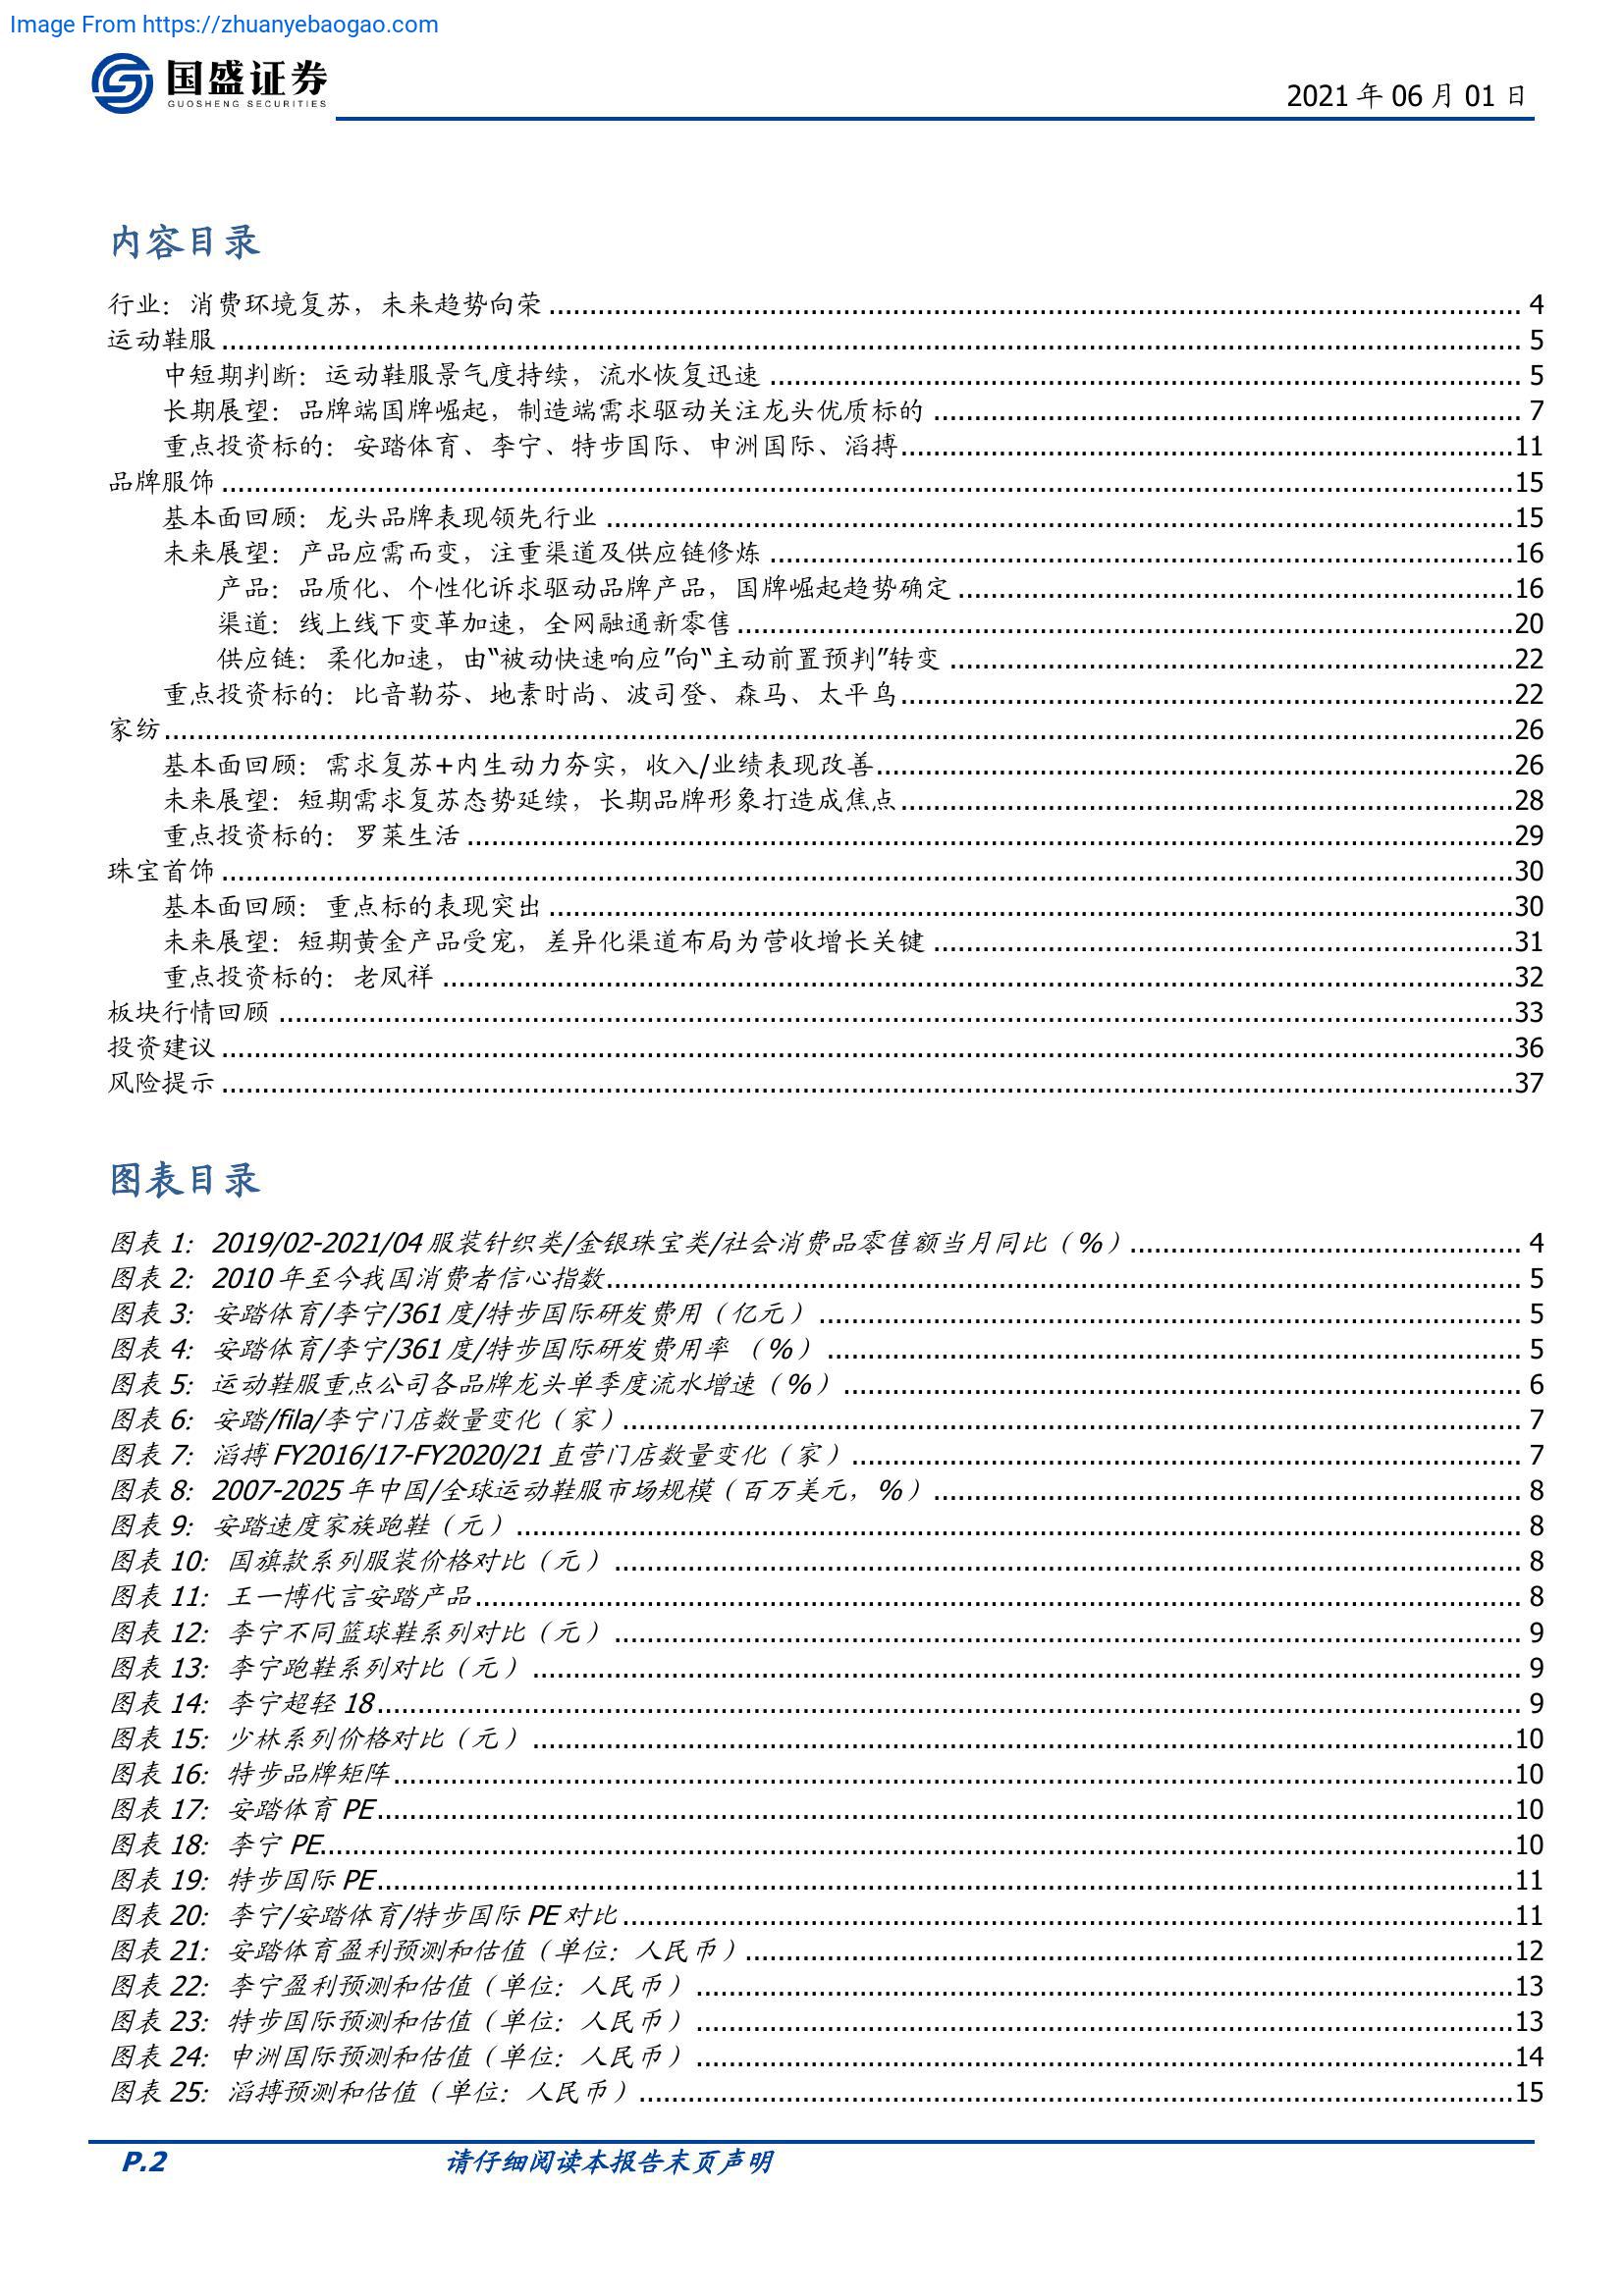 Image From https://zhuanyebaogao.com
国盛证券
GUOSHENG SECURITIES
2021 年 06 月 01 日
内容目录
行业：消费环境复苏，未来趋势向荣 4
运动鞋服 5
中短期判断：运动鞋服景气度持续，流水恢复迅速 5
长期展望：品牌端国牌崛起，制造端需求驱动关注龙头优质标的 7
重点投资标的：安踏体育、李宁、特步国际、申洲国际、滔搏 11
品牌服饰 15
基本面回顾：龙头品牌表现领先行业 15
未来展望：产品应需而变，注重渠道及供应链修炼 16
产品：品质化、个性化诉求驱动品牌产品，国牌崛起趋势确定 16
渠道：线上线下变革加速，全网融通新零售 20
供应链：柔化加速，由“被动快速响应”向“主动前置预判”转变 22
重点投资标的：比音勒芬、地素时尚、波司登、森马、太平鸟 22
家纺 26
基本面回顾：需求复苏+内生动力夯实，收入/业绩表现改善 26
未来展望：短期需求复苏态势延续，长期品牌形象打造成焦点 28
重点投资标的：罗莱生活 29
珠宝首饰 30
基本面回顾：重点标的表现突出 30
未来展望：短期黄金产品受宠，差异化渠道布局为营收增长关键 31
重点投资标的：老凤祥 32
板块行情回顾 33
投资建议 36
风险提示 37
图表目录
图表 1：2019/02-2021/04 服装针织类/金银珠宝类/社会消费品零售额当月同比（%） 4
图表 2：2010 年至今我国消费者信心指数 5
图表 3：安踏体育/李宁/361 度/特步国际研发费用（亿元） 5
图表 4：安踏体育/李宁/361 度/特步国际研发费用率 （%） 5
图表 5：运动鞋服重点公司各品牌龙头单季度流水增速（%） 6
图表 6：安踏/fila/李宁门店数量变化（家） 7
图表 7：滔搏 FY2016/17-FY2020/21 直营门店数量变化（家） 7
图表 8：2007-2025 年中国/全球运动鞋服市场规模（百万美元，%） 8
图表 9：安踏速度家族跑鞋（元） 8
图表 10：国旗款系列服装价格对比（元） 8
图表 11：王一博代言安踏产品 8
图表 12：李宁不同篮球鞋系列对比（元） 9
图表 13：李宁跑鞋系列对比（元） 9
图表 14：李宁超轻 18 9
图表 15：少林系列价格对比（元） 10
图表 16：特步品牌矩阵 10
图表 17：安踏体育 PE 10
图表 18：李宁 PE 10
图表 19：特步国际 PE 11
图表 20：李宁/安踏体育/特步国际 PE 对比 11
图表 21：安踏体育盈利预测和估值（单位：人民币） 12
图表 22：李宁盈利预测和估值（单位：人民币） 13
图表 23：特步国际预测和估值（单位：人民币） 13
图表 24：申洲国际预测和估值（单位：人民币） 14
图表 25：滔搏预测和估值（单位：人民币） 15
P.2
请仔细阅读本报告末页声明